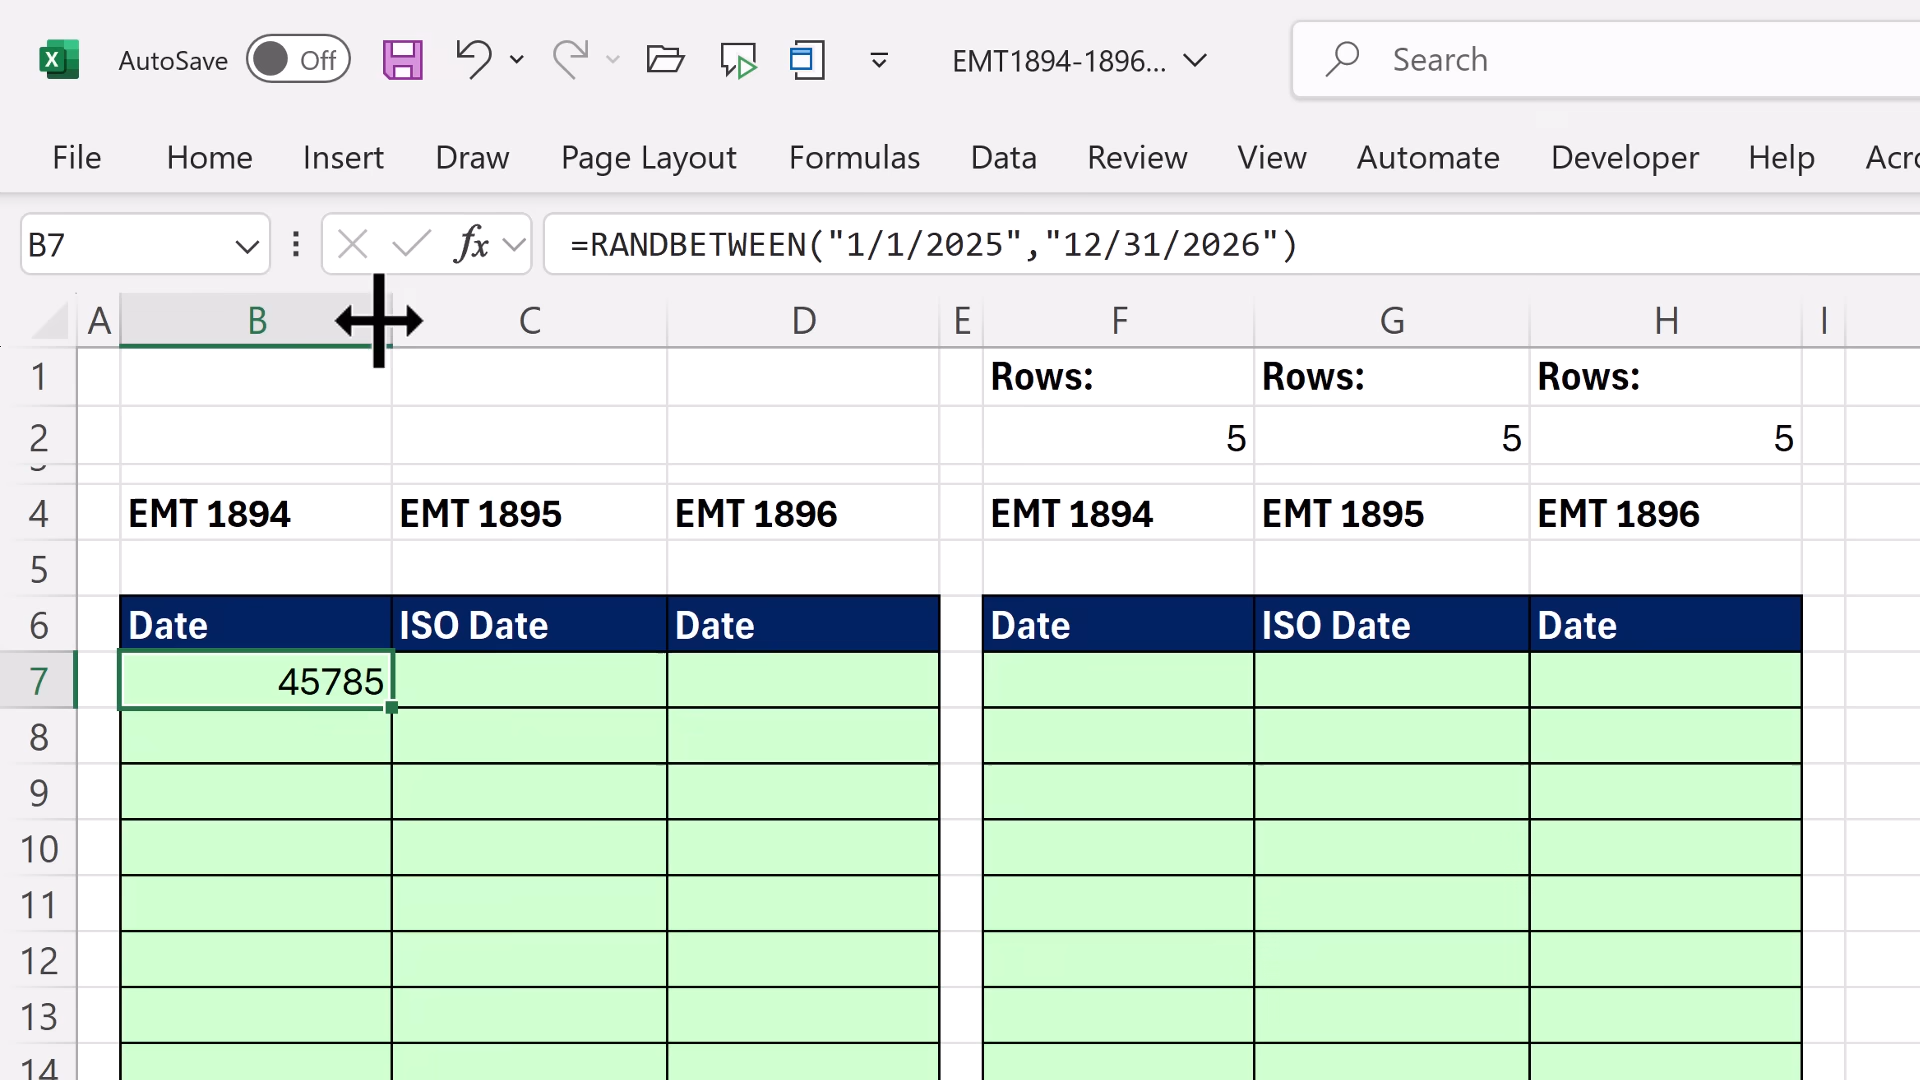 AutoSave Off EMT1894-1896... Search
File Home Insert Draw Page Layout Formulas Data Review View Automate Developer Help Acro
B7 fx =RANDBETWEEN("1/1/2025","12/31/2026")
A B C D E F G H I
1 Rows: Rows: Rows:
2 5 5 5
4 EMT 1894 EMT 1895 EMT 1896 EMT 1894 EMT 1895 EMT 1896
5
6 Date ISO Date Date Date ISO Date Date
7 45785
8
9
10
11
12
13
14